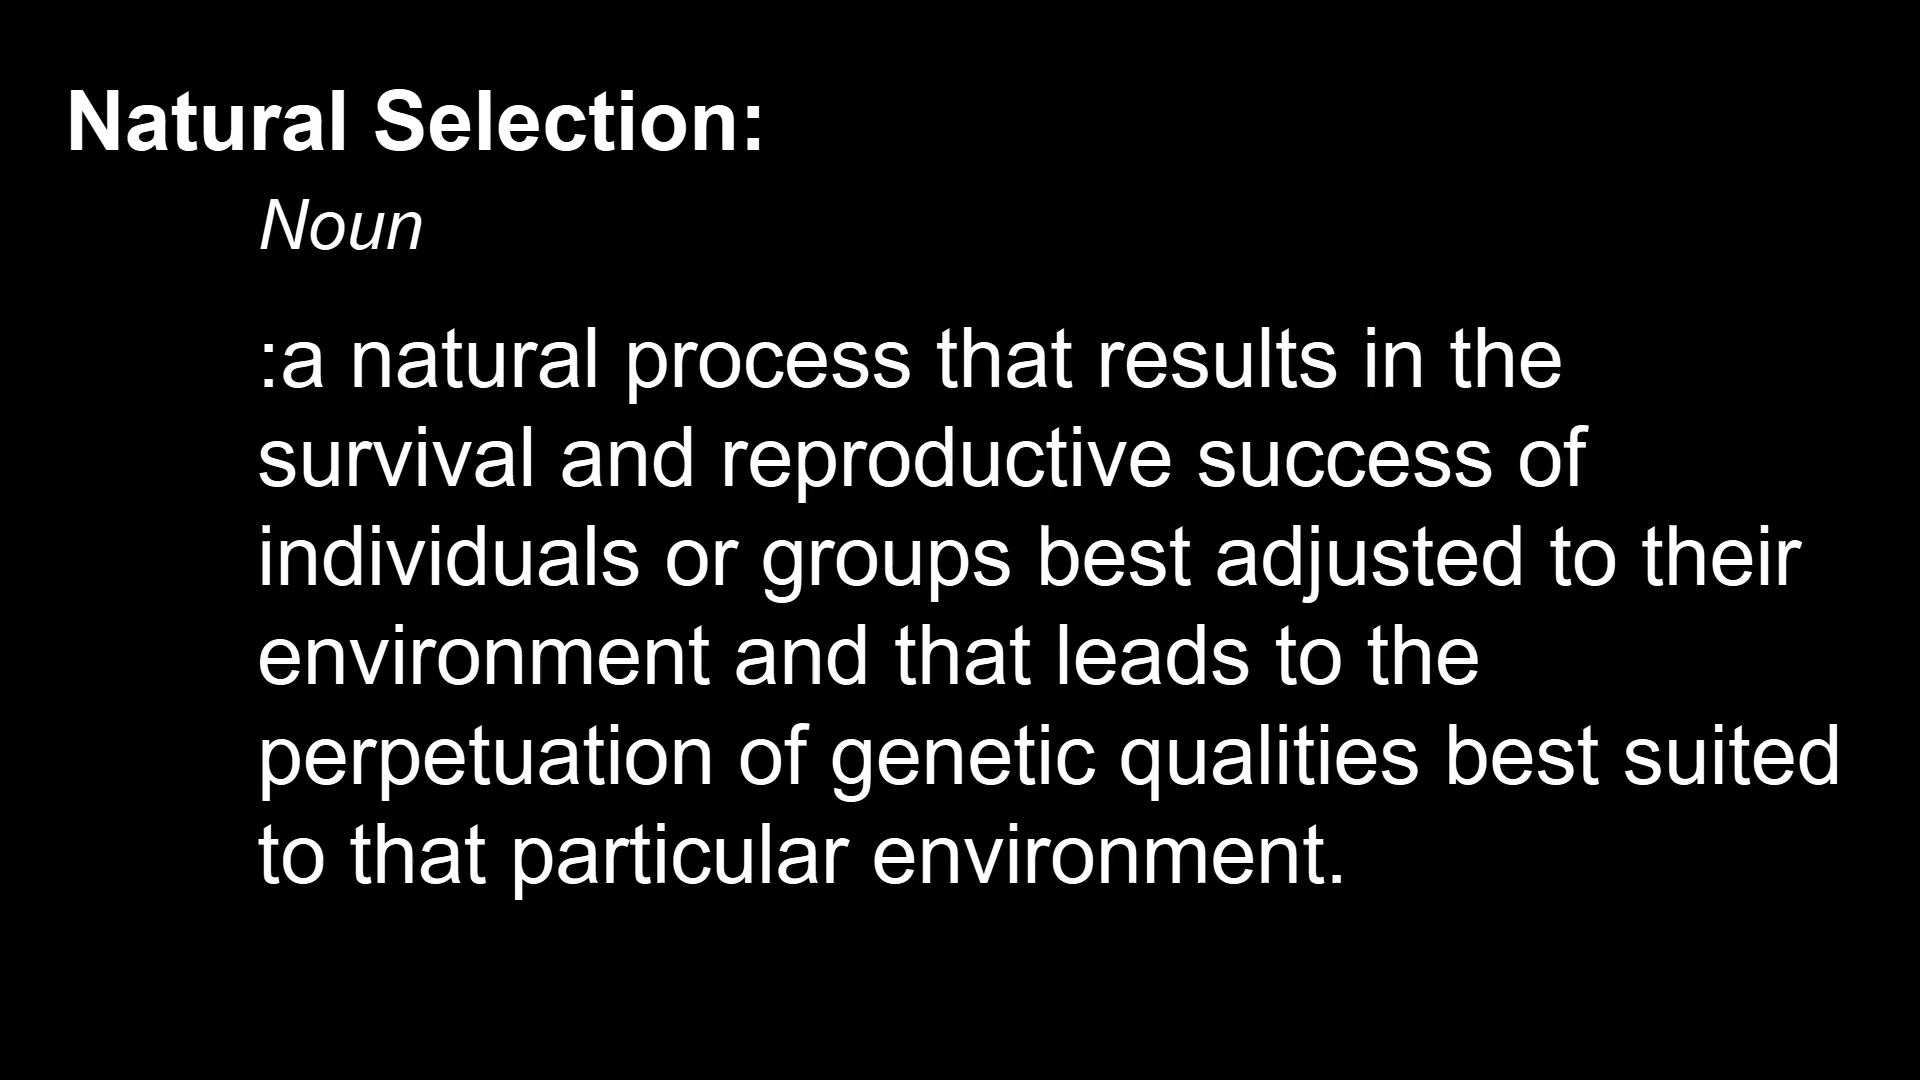 Natural Selection:
Noun
:a natural process that results in the
survival and reproductive success of
individuals or groups best adjusted to their
environment and that leads to the
perpetuation of genetic qualities best suited
to that particular environment.